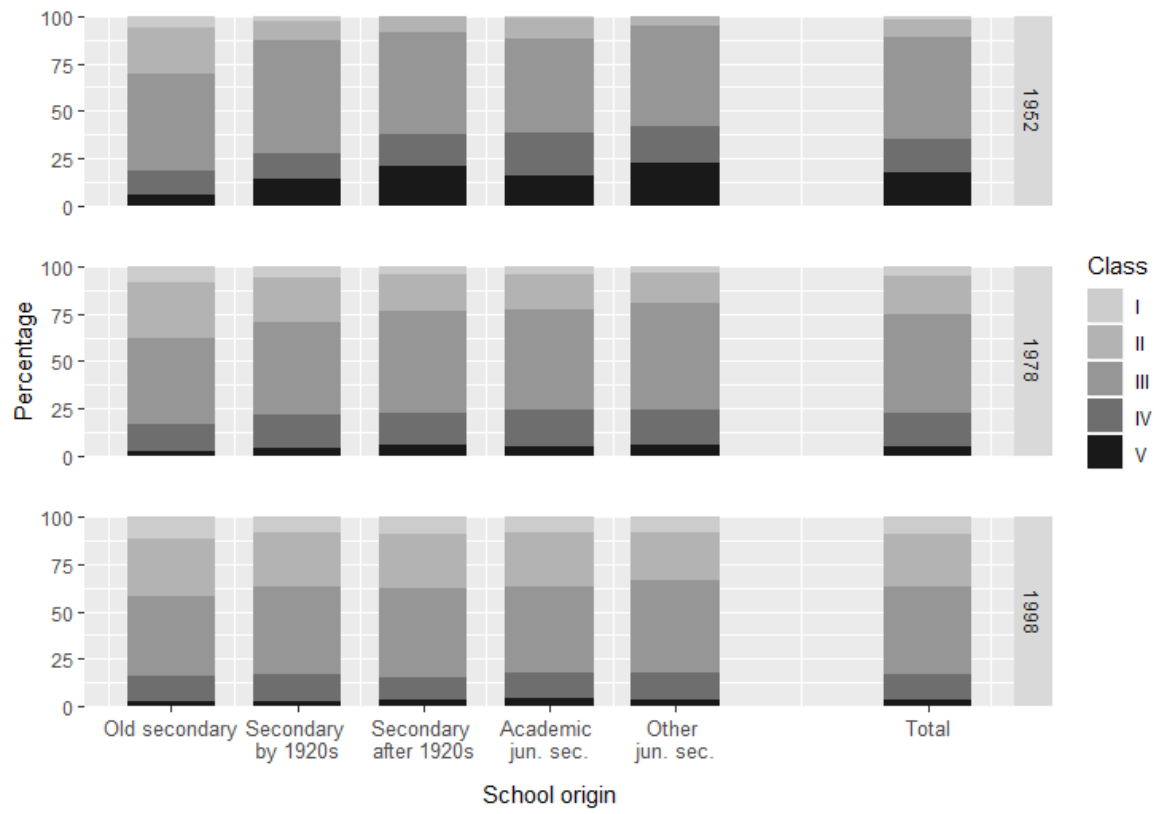 100
75
50
25
0
1952
100
75
50
25
0
1978
100
75
50
25
0
1998
Percentage
Old secondary
Secondary
by 1920s
Secondary
after 1920s
Academic
jun. sec.
Other
jun. sec.
Total
School origin
Class
I
II
III
IV
V